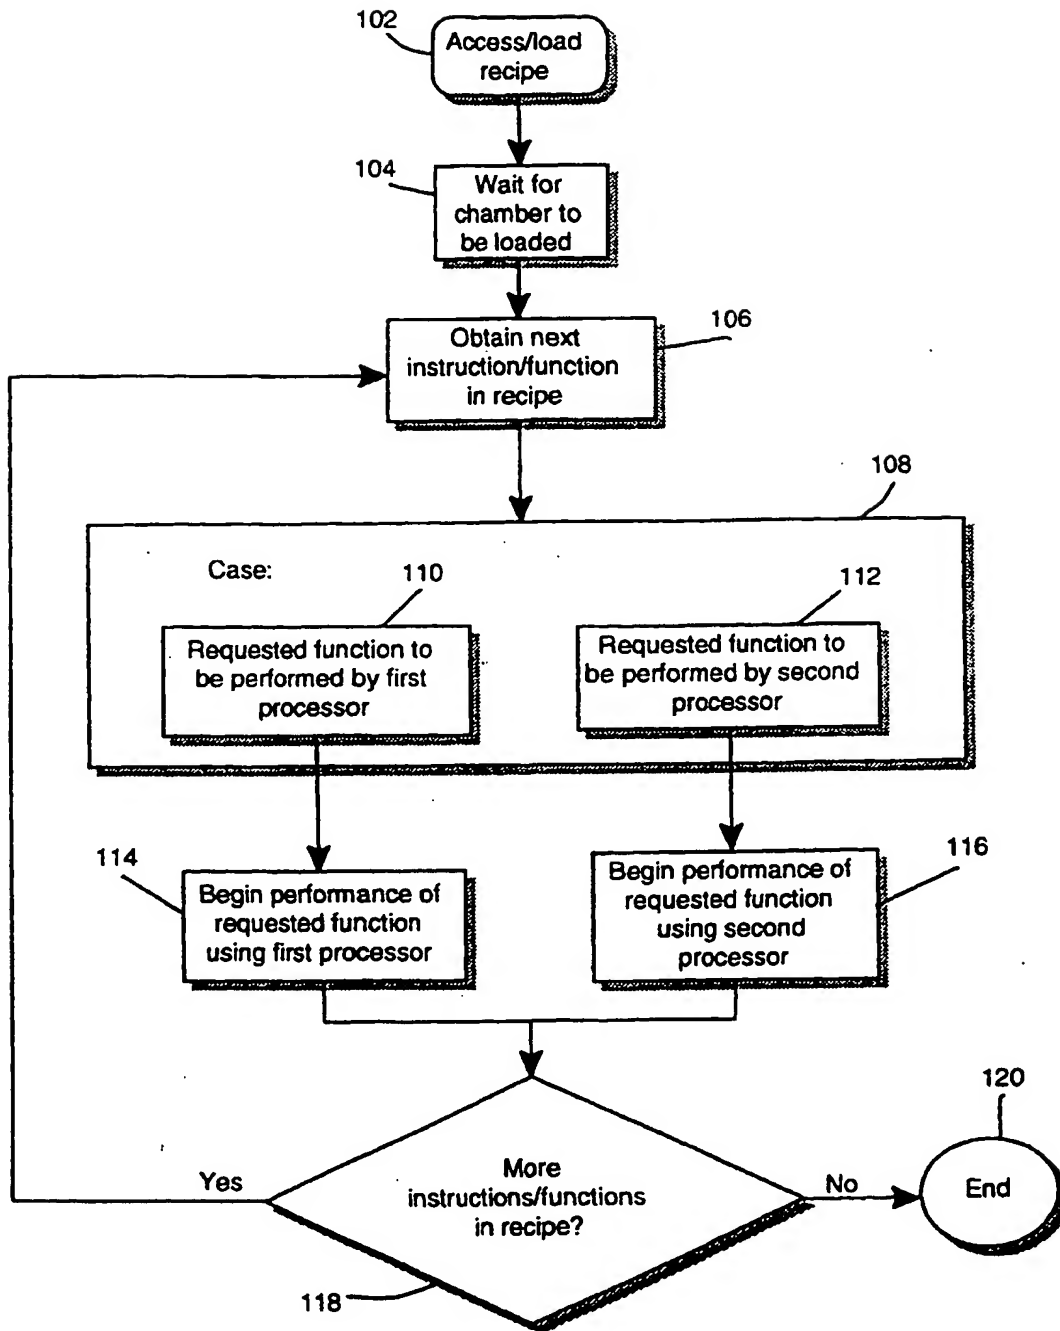 102
Access/load
recipe
104
Wait for
chamber to
be loaded
106
Obtain next
instruction/function
in recipe
108
Case:
110
112
Requested function to
be performed by first
processor
Requested function to
be performed by second
processor
114
Begin performance of
requested function
using first processor
116
Begin performance of
requested function
using second
processor
120
Yes
More
instructions/functions
in recipe?
No
End
118